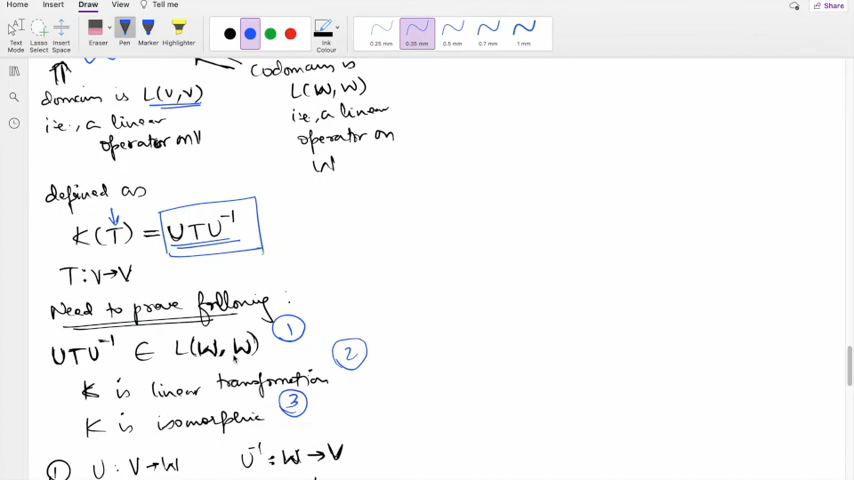 Home Insert Draw View Tell me Share
Text Mode
Lasso Select
Insert Space
Eraser
Pen
Marker
Highlighter
Ink Colour
0.25 mm
0.35 mm
0.5 mm
0.7 mm
1 mm
domain is L(V,V)
i.e., a linear
operator on V
codomain is
L(W, W)
i.e., a linear
operator on
W
defined as
K(T) = UTU⁻¹
T: V→V
Need to prove following :
UTU⁻¹ ∈ L(W, W) ①
K is linear transformation ②
K is isomorphic ③
① U : V→W U⁻¹ : W → V